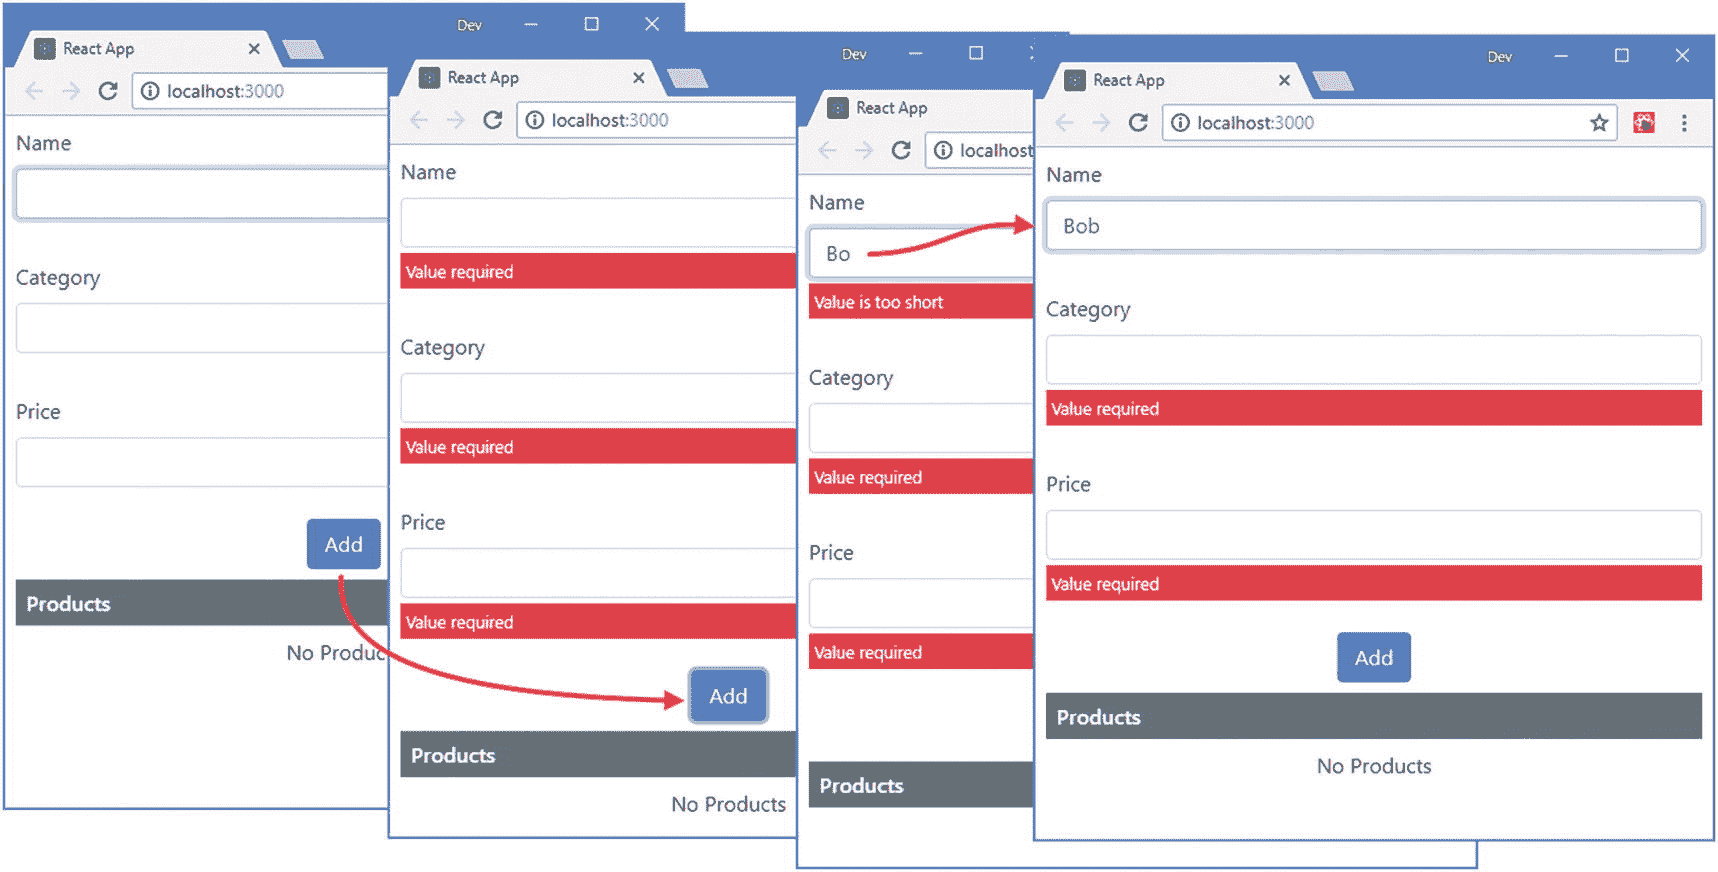 Dev
React App
localhost:3000
Name
Category
Price
Add
Products
No Produc
Dev
React App
localhost:3000
Name
Value required
Category
Value required
Price
Value required
Add
Products
No Products
React App
localhost
Name
Bo
Value is too short
Category
Value required
Price
Value required
Products
Dev
React App
localhost:3000
Name
Bob
Category
Value required
Price
Value required
Add
Products
No Products